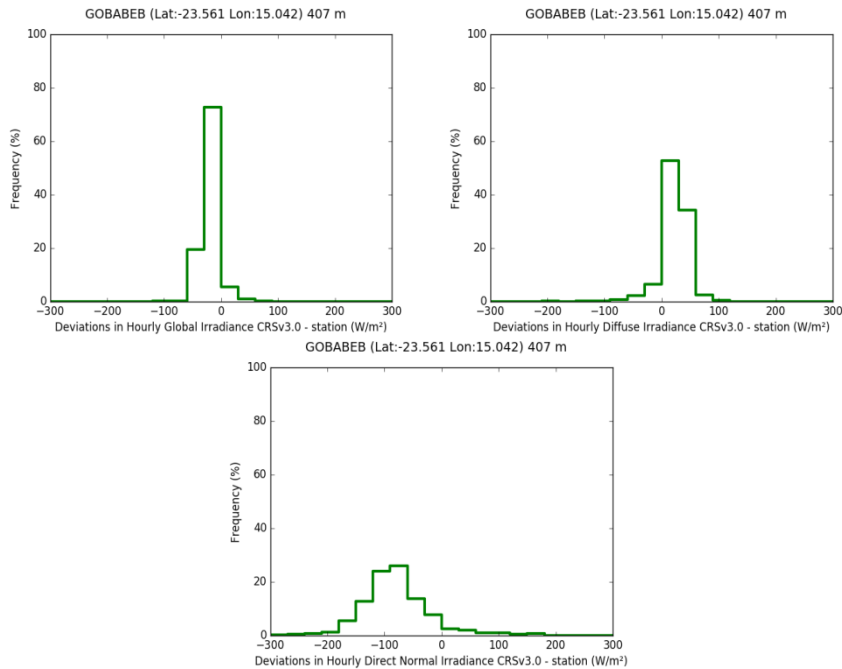 GOBABEB (Lat:-23.561 Lon:15.042) 407 m
100
80
60
40
20
0
Frequency (%)
−300 −200 −100 0 100 200 300
Deviations in Hourly Global Irradiance CRSv3.0 - station (W/m²)
GOBABEB (Lat:-23.561 Lon:15.042) 407 m
100
80
60
40
20
0
Frequency (%)
−300 −200 −100 0 100 200 300
Deviations in Hourly Diffuse Irradiance CRSv3.0 - station (W/m²)
GOBABEB (Lat:-23.561 Lon:15.042) 407 m
100
80
60
40
20
0
Frequency (%)
−300 −200 −100 0 100 200 300
Deviations in Hourly Direct Normal Irradiance CRSv3.0 - station (W/m²)